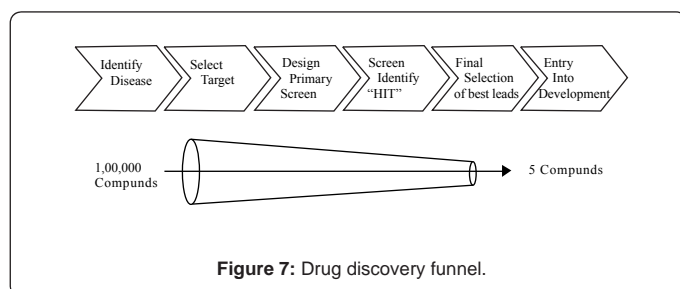 Identify
Disease
Select
Target
Design
Primary
Screen
Screen
Identify
“HIT”
Final
Selection
of best leads
Entry
Into
Development
1,00,000
Compunds
5 Compunds
Figure 7: Drug discovery funnel.